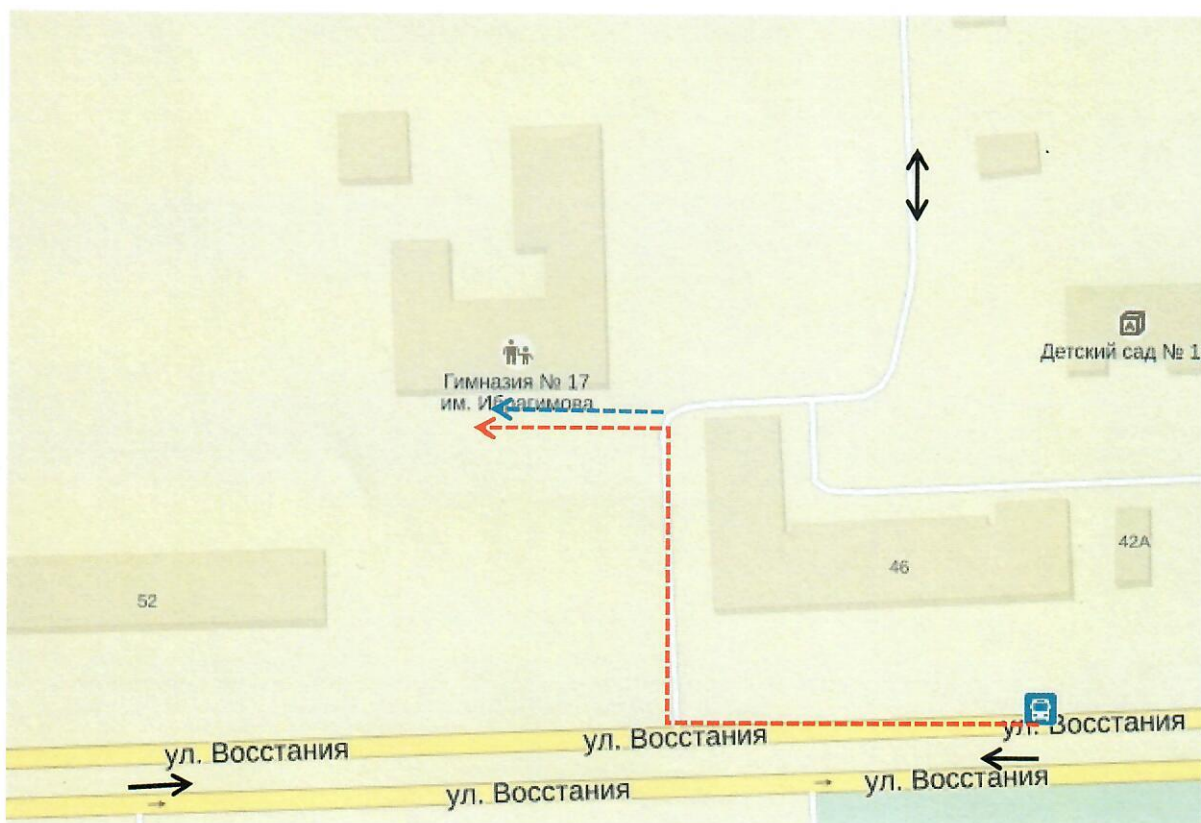 Детский сад № 1
Гимназия № 17
им. Ибрагимова
42А
46
52
ул. Восстания
ул. Восстания
ул. Восстания
ул. Восстания
ул. Восстания